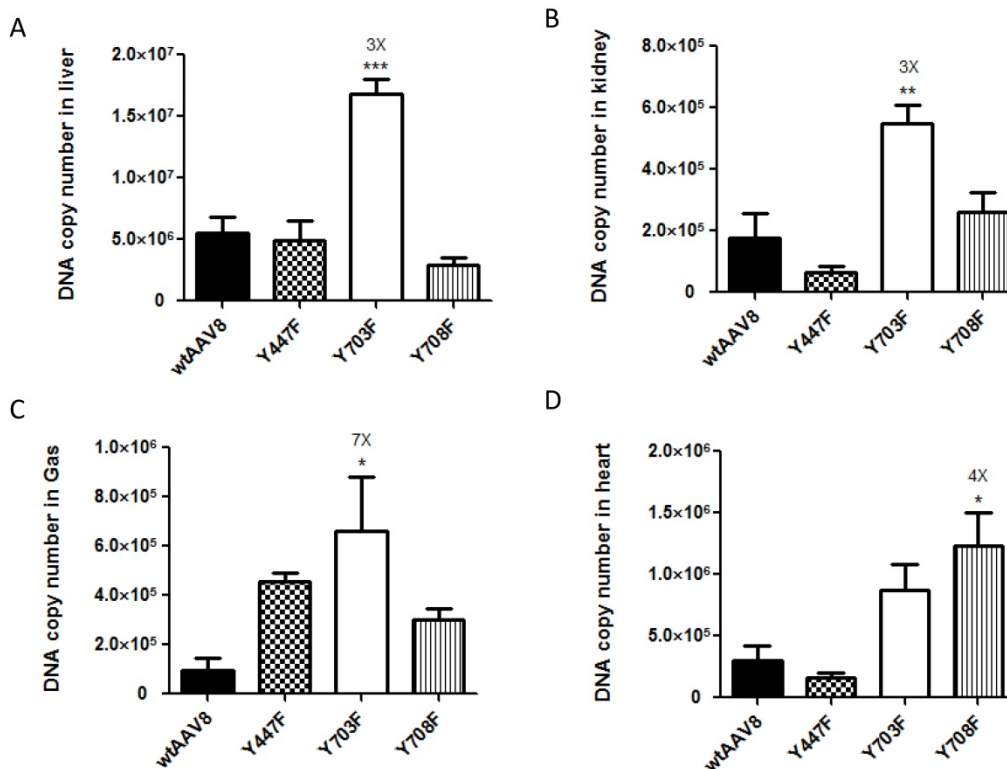 A
DNA copy number in liver
2.0×10⁷
1.5×10⁷
1.0×10⁷
5.0×10⁶
0
3X
***
wtAAV8
Y447F
Y703F
Y708F
B
DNA copy number in kidney
8.0×10⁵
6.0×10⁵
4.0×10⁵
2.0×10⁵
0
3X
**
wtAAV8
Y447F
Y703F
Y708F
C
DNA copy number in Gas
1.0×10⁶
8.0×10⁵
6.0×10⁵
4.0×10⁵
2.0×10⁵
0
7X
*
wtAAV8
Y447F
Y703F
Y708F
D
DNA copy number in heart
2.0×10⁶
1.5×10⁶
1.0×10⁶
5.0×10⁵
0
4X
*
wtAAV8
Y447F
Y703F
Y708F